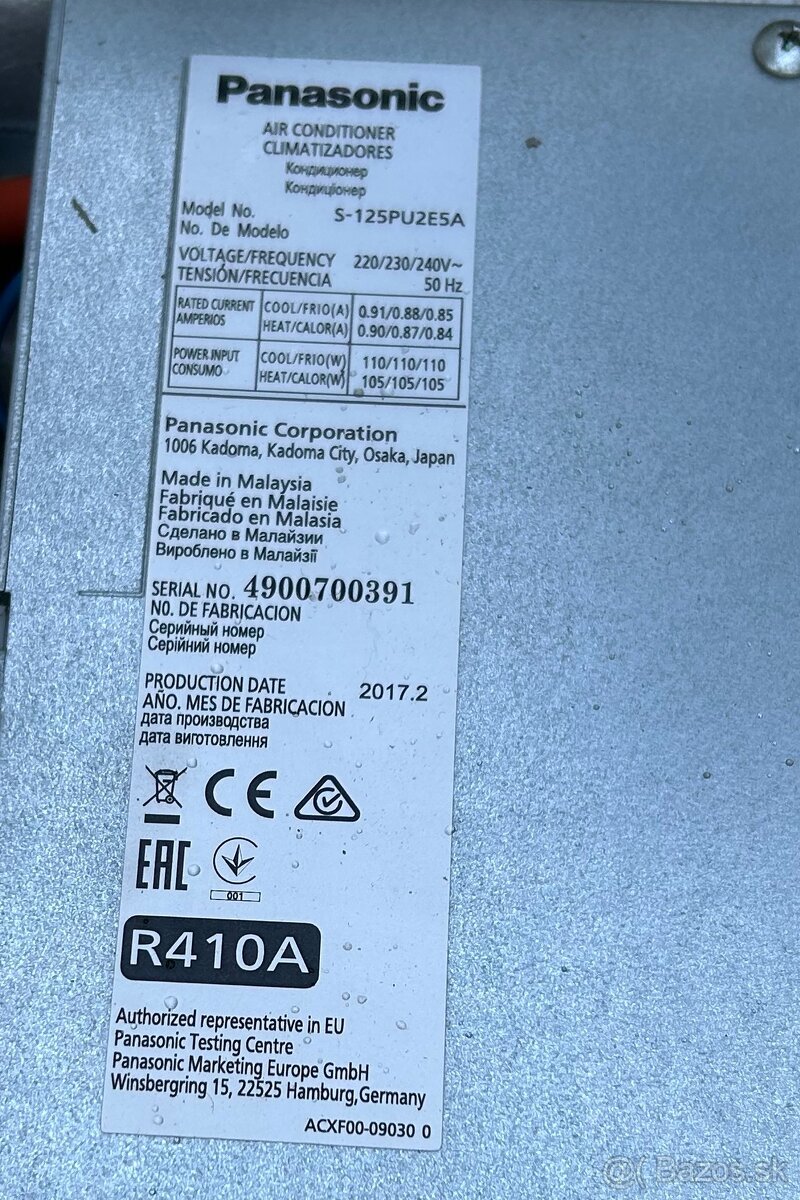 Panasonic
AIR CONDITIONER
CLIMATIZADORES
Кондиционер
Кондиціонер
Model No. S-125PU2E5A
No. De Modelo
VOLTAGE/FREQUENCY 220/230/240V~
TENSIÓN/FRECUENCIA 50 Hz
RATED CURRENT COOL/FRIO(A) 0.91/0.88/0.85
AMPERIOS HEAT/CALOR(A) 0.90/0.87/0.84
POWER INPUT COOL/FRIO(W) 110/110/110
CONSUMO HEAT/CALOR(W) 105/105/105
Panasonic Corporation
1006 Kadoma, Kadoma City, Osaka, Japan
Made in Malaysia
Fabriqué en Malaisie
Fabricado en Malasia
Сделано в Малайзии
Вироблено в Малайзії
SERIAL NO. 4900700391
N0. DE FABRICACION
Серийный номер
Серійний номер
PRODUCTION DATE 2017.2
AÑO. MES DE FABRICACION
дата производства
дата виготовлення
CE
EAC
001
R410A
Authorized representative in EU
Panasonic Testing Centre
Panasonic Marketing Europe GmbH
Winsbergring 15, 22525 Hamburg,Germany
ACXF00-09030 0
Bazos.sk